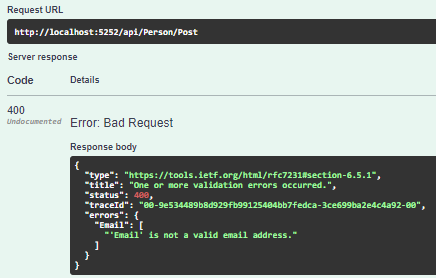 Request URL
http://localhost:5252/api/Person/Post
Server response
Code Details
400
Undocumented
Error: Bad Request
Response body
{
  "type": "https://tools.ietf.org/html/rfc7231#section-6.5.1",
  "title": "One or more validation errors occurred.",
  "status": 400,
  "traceId": "00-9e534489b8d929fb99125404bb7fedca-3ce699ba2e4c4a92-00",
  "errors": {
    "Email": [
      "'Email' is not a valid email address."
    ]
  }
}